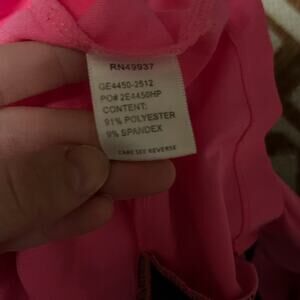 RN49937
GE4450-2512
PO# 2E4450HP
CONTENT:
91% POLYESTER
9% SPANDEX
CARE SEE REVERSE